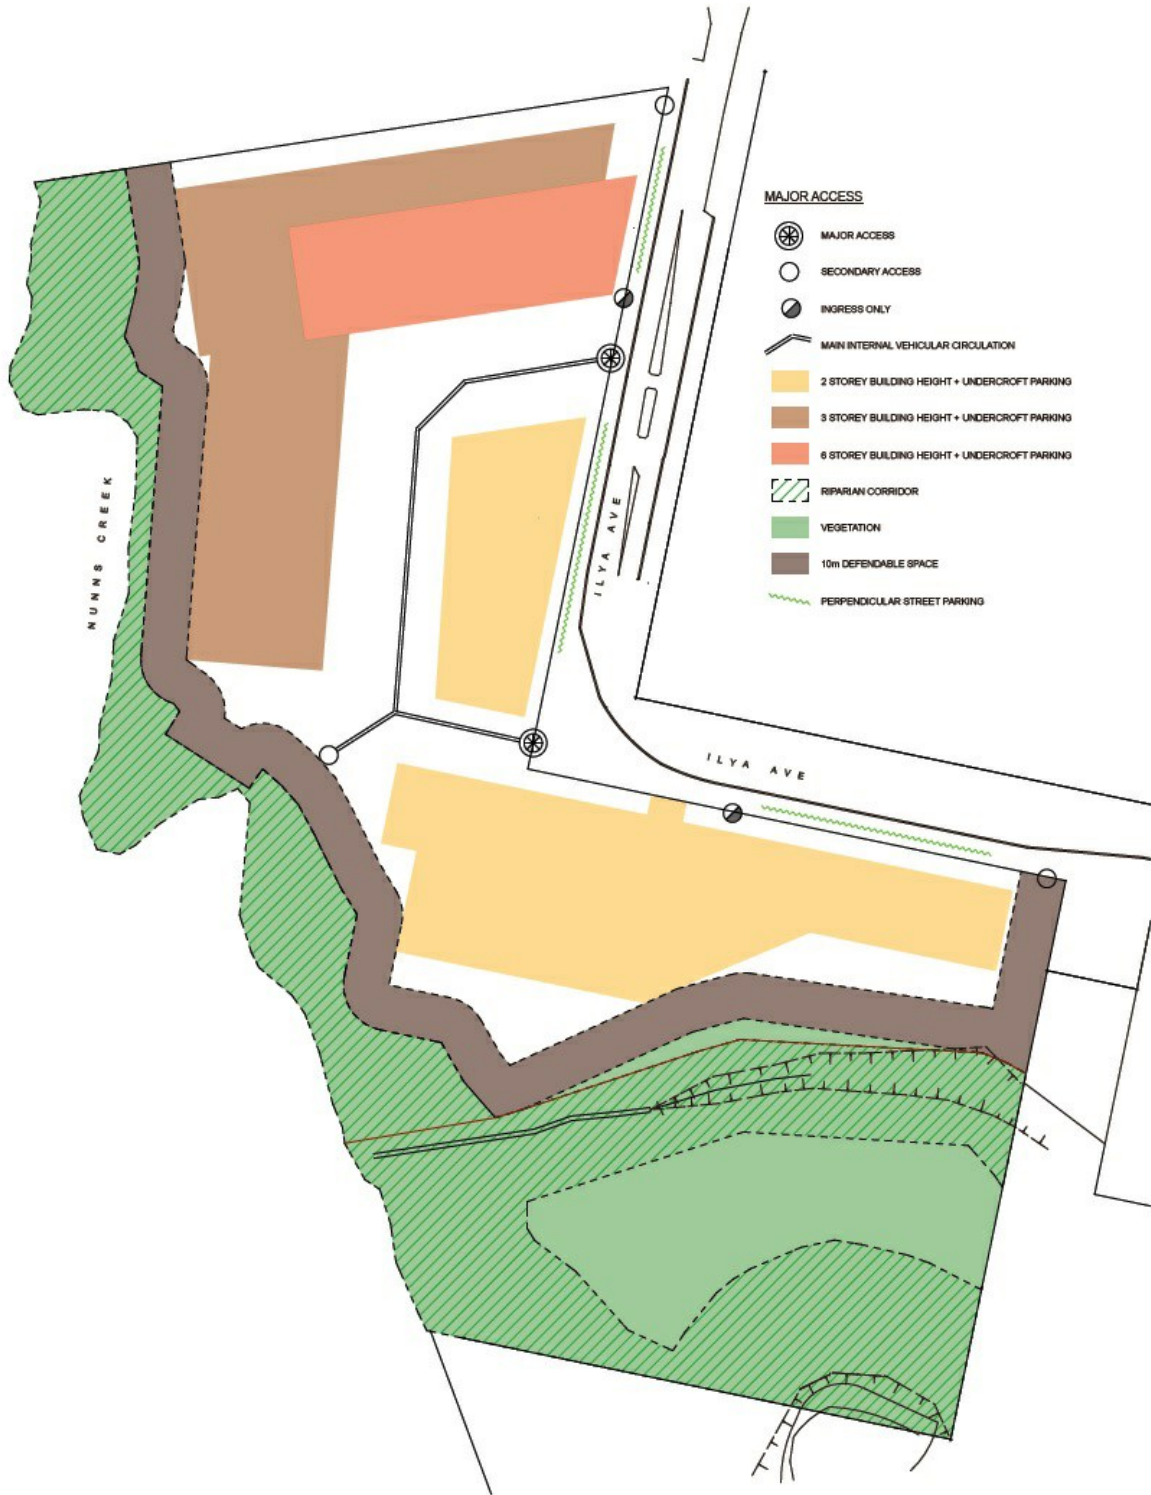 MAJOR ACCESS
MAJOR ACCESS
SECONDARY ACCESS
INGRESS ONLY
MAIN INTERNAL VEHICULAR CIRCULATION
2 STOREY BUILDING HEIGHT + UNDERCROFT PARKING
3 STOREY BUILDING HEIGHT + UNDERCROFT PARKING
6 STOREY BUILDING HEIGHT + UNDERCROFT PARKING
RIPARIAN CORRIDOR
VEGETATION
10m DEFENDABLE SPACE
PERPENDICULAR STREET PARKING
NUNNS CREEK
ILYA AVE
ILYA AVE